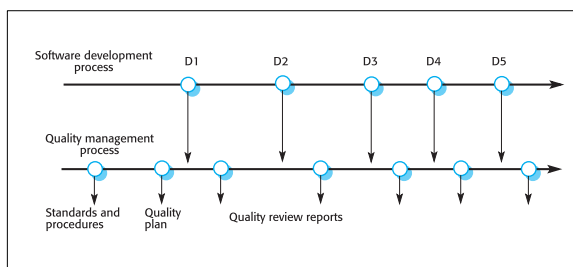 Software development
process
D1
D2
D3
D4
D5
Quality management
process
Standards and
procedures
Quality
plan
Quality review reports